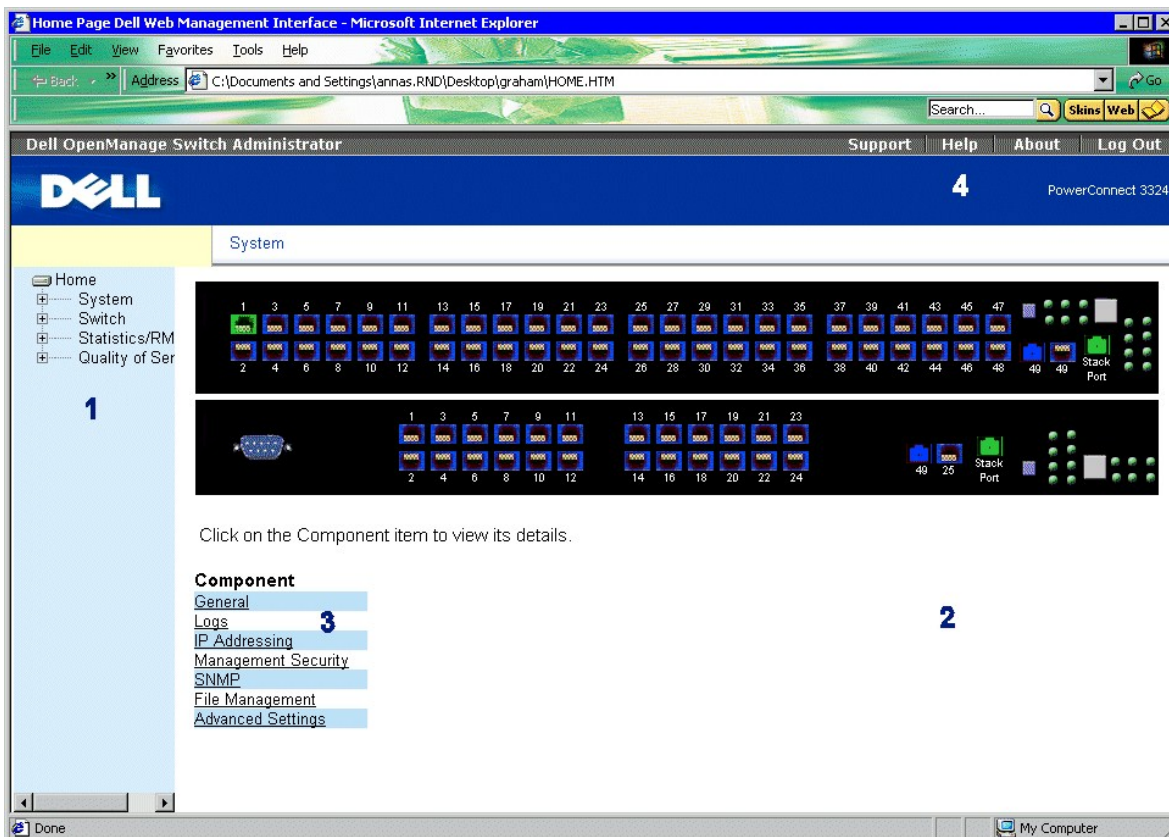 Home Page Dell Web Management Interface - Microsoft Internet Explorer
File Edit View Favorites Tools Help
Back » Address C:\Documents and Settings\annas.RND\Desktop\graham\HOME.HTM Go
Search... Skins Web
Dell OpenManage Switch Administrator Support Help About Log Out
DELL 4 PowerConnect 3324
System
Home
System
Switch
Statistics/RM
Quality of Ser
1
1 3 5 7 9 11 13 15 17 19 21 23 25 27 29 31 33 35 37 39 41 43 45 47
2 4 6 8 10 12 14 16 18 20 22 24 26 28 30 32 34 36 38 40 42 44 46 48 49 49 Stack Port
1 3 5 7 9 11 13 15 17 19 21 23
2 4 6 8 10 12 14 16 18 20 22 24 49 25 Stack Port
Click on the Component item to view its details.
Component
General
Logs
3
2
IP Addressing
Management Security
SNMP
File Management
Advanced Settings
Done My Computer